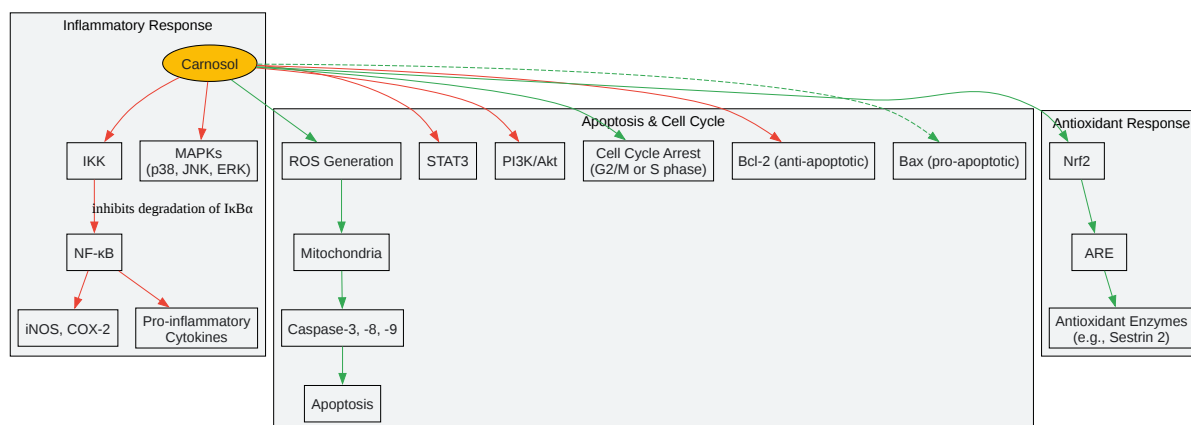 Inflammatory Response
Carnosol
Apoptosis & Cell Cycle
Antioxidant Response
IKK
MAPKs
(p38, JNK, ERK)
ROS Generation
STAT3
PI3K/Akt
Cell Cycle Arrest
(G2/M or S phase)
Bcl-2 (anti-apoptotic)
Bax (pro-apoptotic)
Nrf2
inhibits degradation of IκBα
NF-κB
Mitochondria
ARE
iNOS, COX-2
Pro-inflammatory
Cytokines
Caspase-3, -8, -9
Antioxidant Enzymes
(e.g., Sestrin 2)
Apoptosis